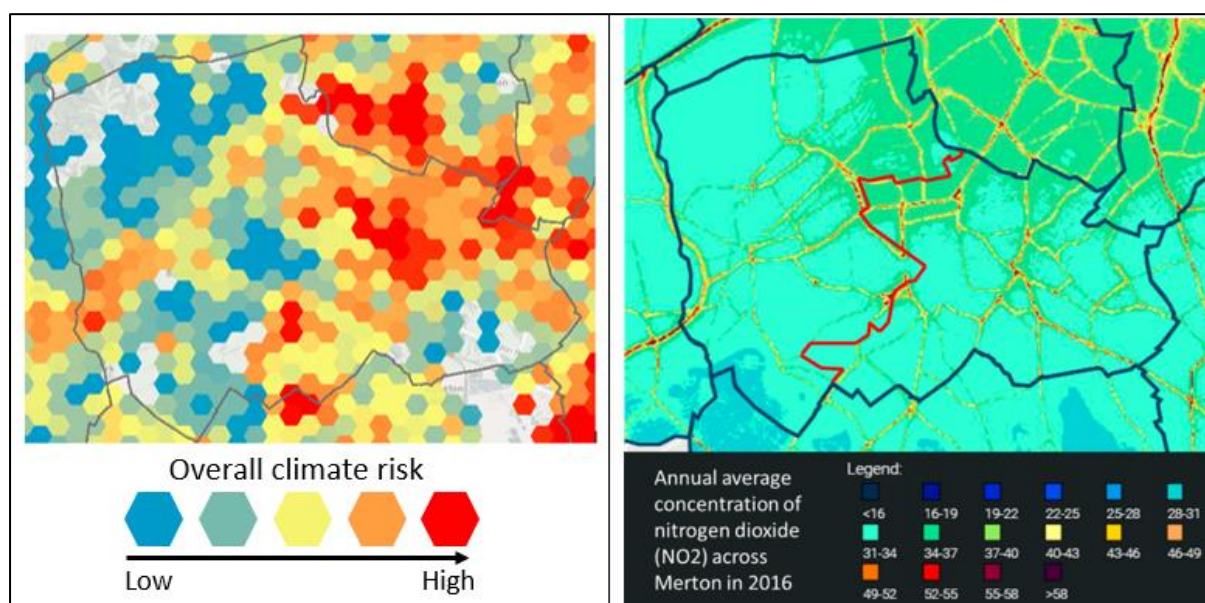 Overall climate risk
Low
High
Annual average
concentration of
nitrogen dioxide
(NO2) across
Merton in 2016
Legend:
<16 16-19 19-22 22-25 25-28 28-31
31-34 34-37 37-40 40-43 43-46 46-49
49-52 52-55 55-58 >58